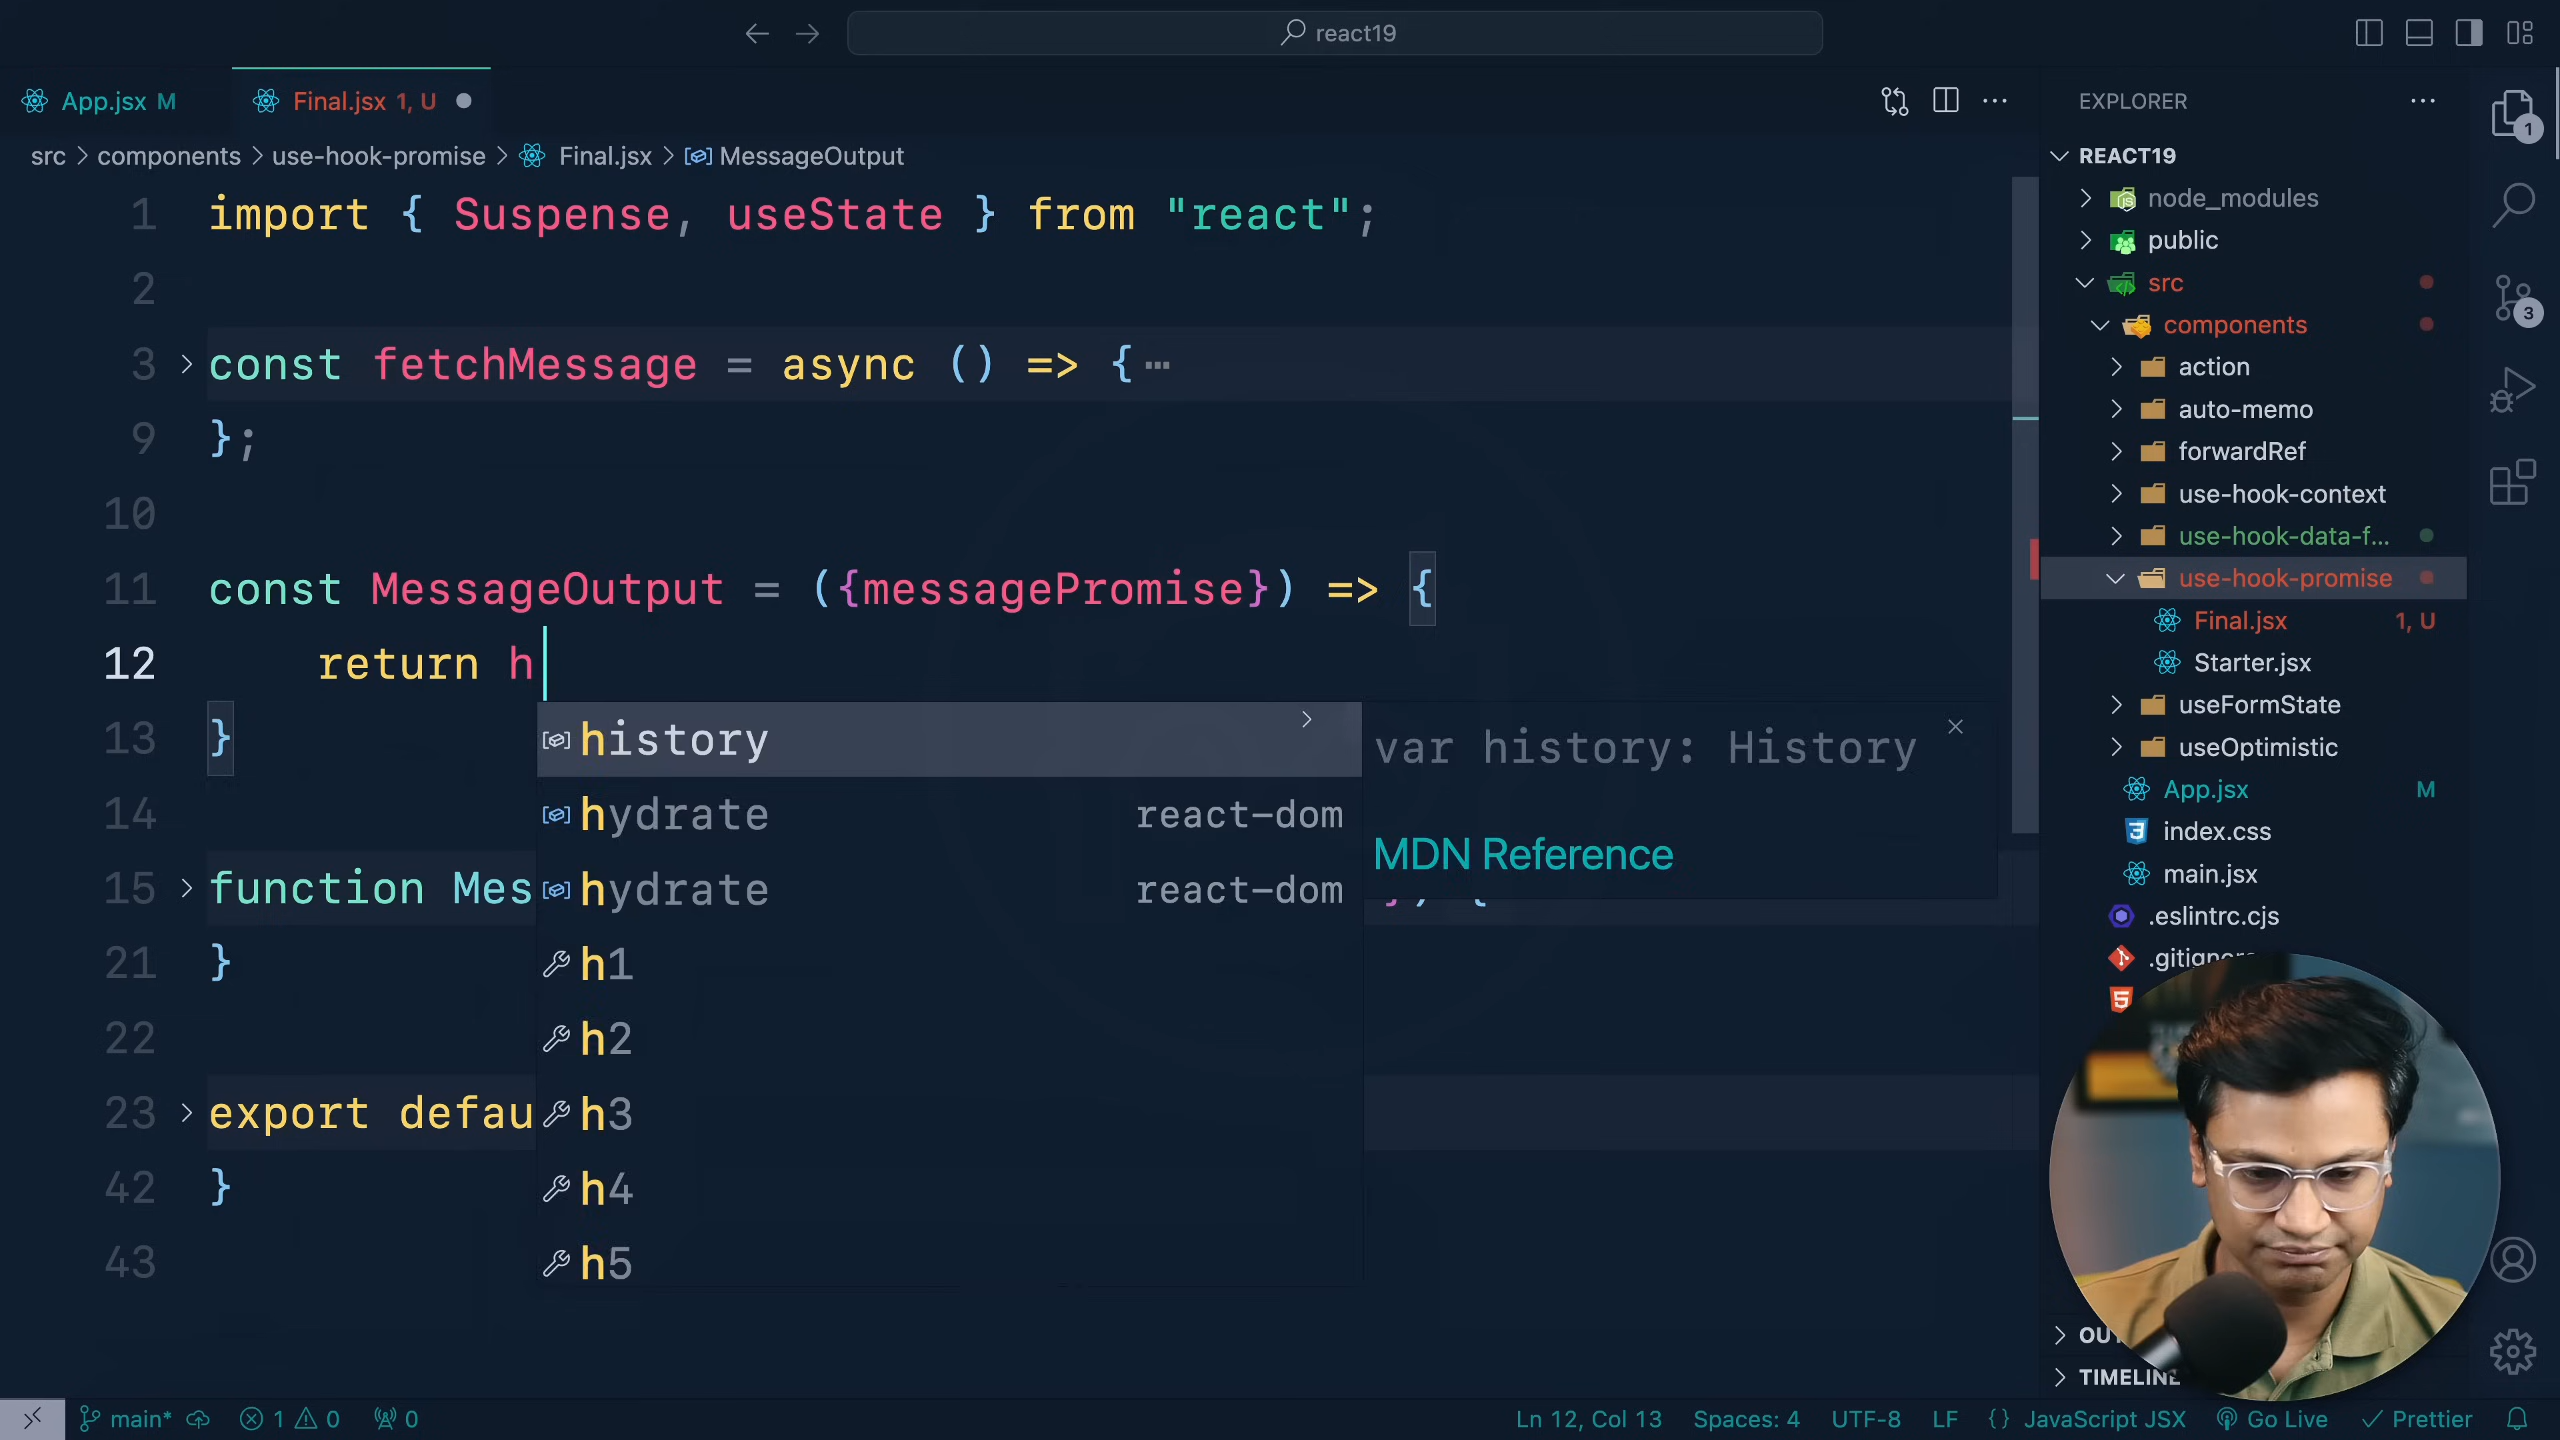 react19
App.jsx M
Final.jsx 1, U
src > components > use-hook-promise > Final.jsx > MessageOutput
1 import { Suspense, useState } from "react";
2
3 const fetchMessage = async () => {
9 };
10
11 const MessageOutput = ({messagePromise}) => {
12 return h
13 }
14
15 function Mes
}) {
21 }
22
23 export defau
42 }
43
history
hydrate react-dom
hydrate react-dom
h1
h2
h3
h4
h5
var history: History
MDN Reference
EXPLORER
REACT19
node_modules
public
src
components
action
auto-memo
forwardRef
use-hook-context
use-hook-data-f...
use-hook-promise
Final.jsx 1, U
Starter.jsx
useFormState
useOptimistic
App.jsx M
index.css
main.jsx
.eslintrc.cjs
TIMELINE
1
3
main* 1 0 0
Ln 12, Col 13 Spaces: 4 UTF-8 LF {} JavaScript JSX Go Live Prettier